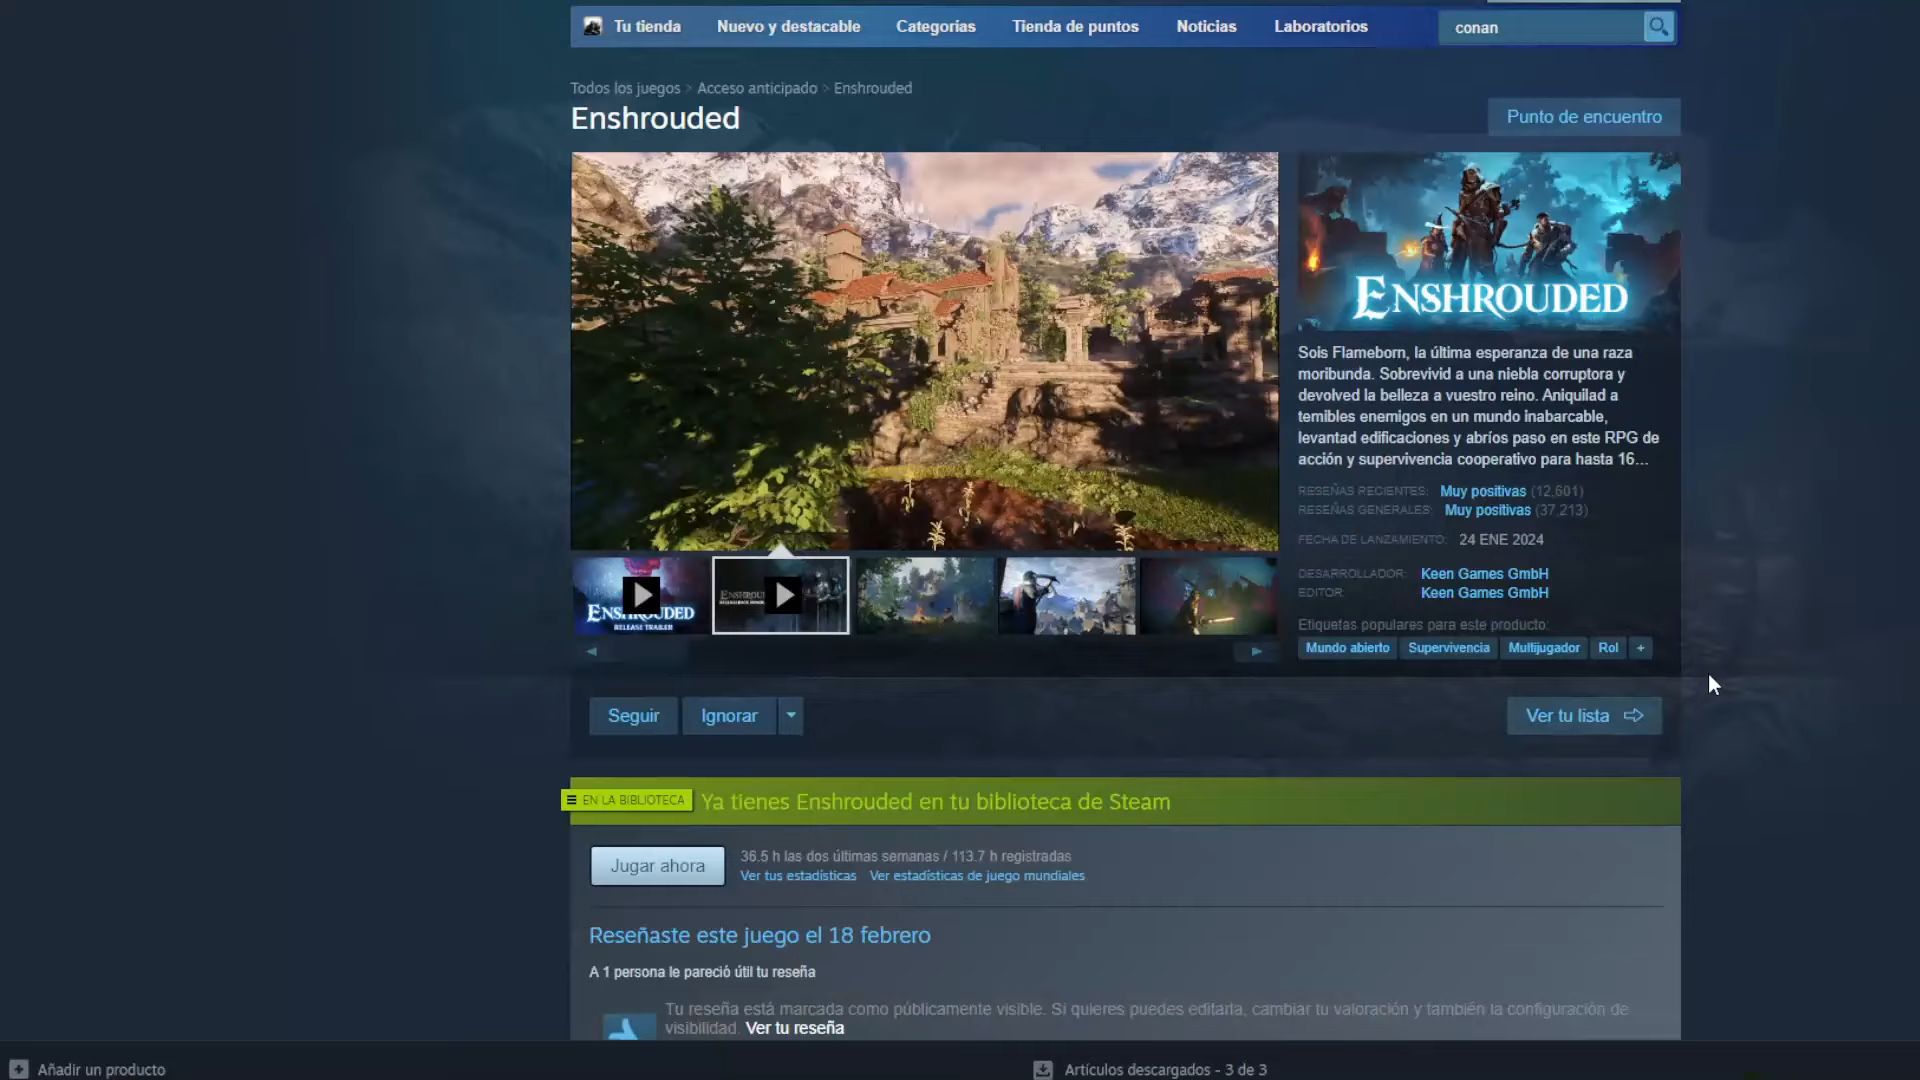 Tu tienda
Nuevo y destacable
Categorías
Tienda de puntos
Noticias
Laboratorios
conan
Todos los juegos > Acceso anticipado > Enshrouded
Enshrouded
Punto de encuentro
ENSHROUDED
Sois Flameborn, la última esperanza de una raza
moribunda. Sobrevivid a una niebla corruptora y
devolved la belleza a vuestro reino. Aniquilad a
temibles enemigos en un mundo inabarcable,
levantad edificaciones y abríos paso en este RPG de
acción y supervivencia cooperativo para hasta 16...
RESEÑAS RECIENTES: Muy positivas (12,601)
RESEÑAS GENERALES: Muy positivas (37,213)
FECHA DE LANZAMIENTO: 24 ENE 2024
DESARROLLADOR: Keen Games GmbH
EDITOR: Keen Games GmbH
Etiquetas populares para este producto:
Mundo abierto
Supervivencia
Multijugador
Rol
+
ENSHROUDED
RELEASE TRAILER
Seguir
Ignorar
Ver tu lista
EN LA BIBLIOTECA
Ya tienes Enshrouded en tu biblioteca de Steam
Jugar ahora
36.5 h las dos últimas semanas / 113.7 h registradas
Ver tus estadísticas
Ver estadísticas de juego mundiales
Reseñaste este juego el 18 febrero
A 1 persona le pareció útil tu reseña
Tu reseña está marcada como públicamente visible. Si quieres puedes editarla, cambiar tu valoración y también la configuración de
visibilidad. Ver tu reseña
Añadir un producto
Artículos descargados - 3 de 3